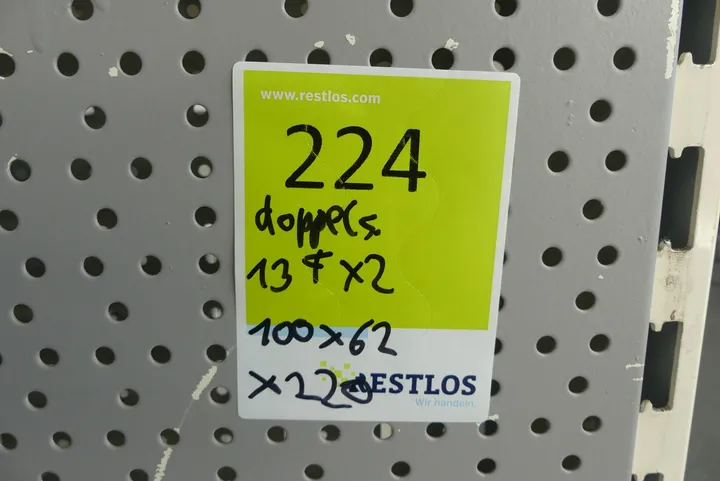 www.restlos.com
224
doppels.
13 € x2
100x62
x220
RESTLOS
Wir handeln.